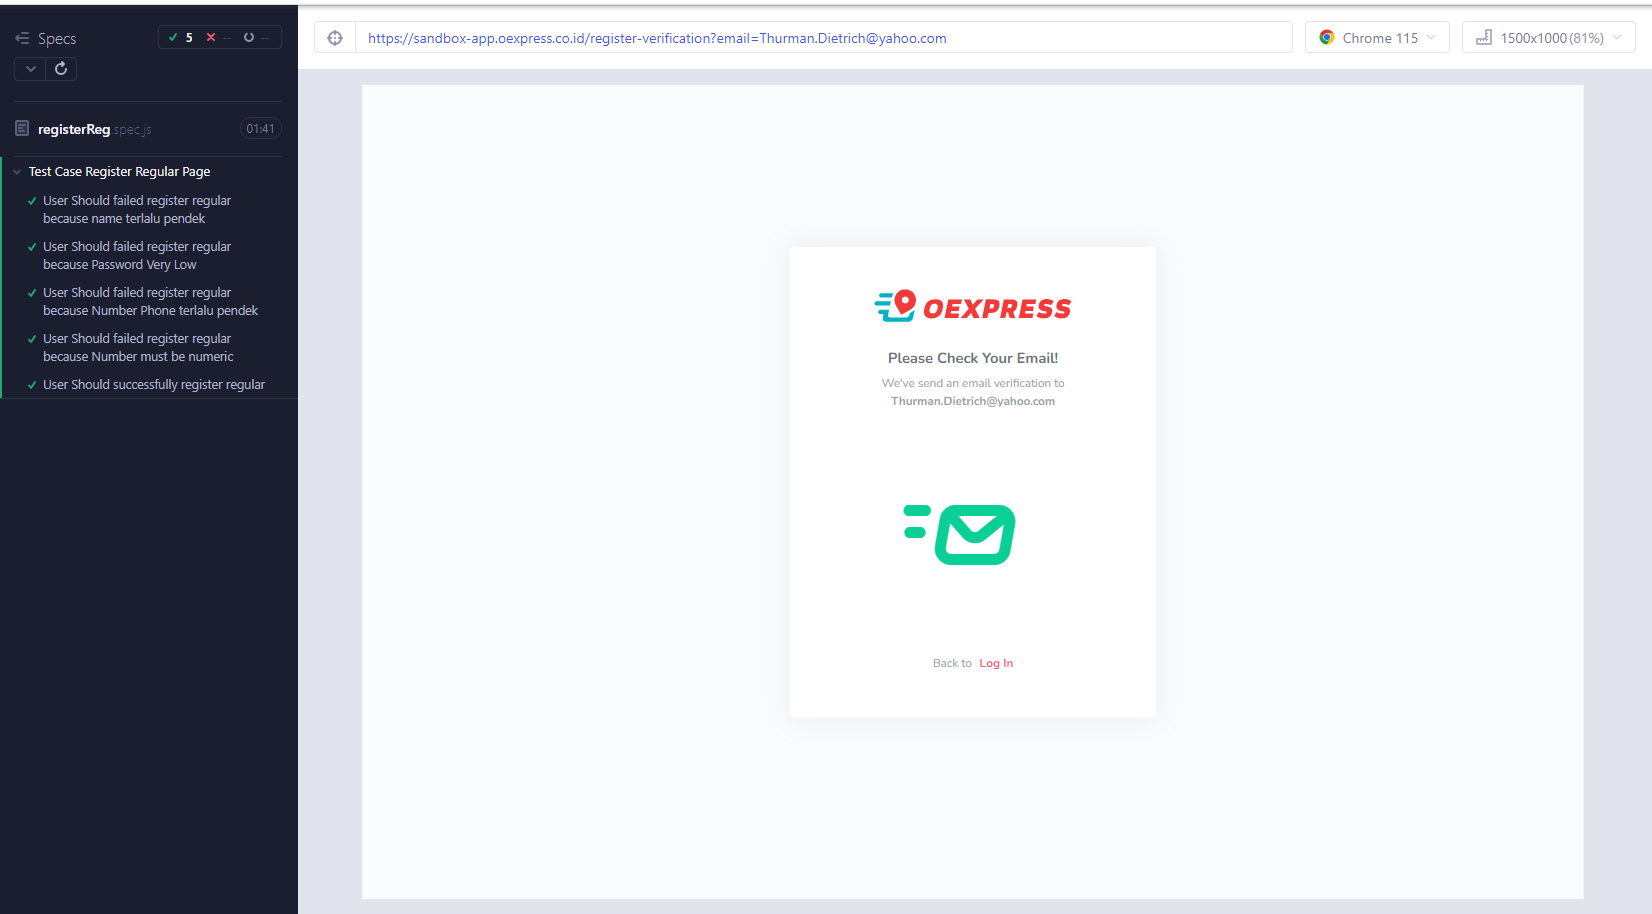 Specs
5 -- --
registerReg.spec.js
01:41
Test Case Register Regular Page
User Should failed register regular
because name terlalu pendek
User Should failed register regular
because Password Very Low
User Should failed register regular
because Number Phone terlalu pendek
User Should failed register regular
because Number must be numeric
User Should successfully register regular
https://sandbox-app.oexpress.co.id/register-verification?email=Thurman.Dietrich@yahoo.com
Chrome 115
1500x1000 (81%)
OEXPRESS
Please Check Your Email!
We've send an email verification to
Thurman.Dietrich@yahoo.com
Back to Log In